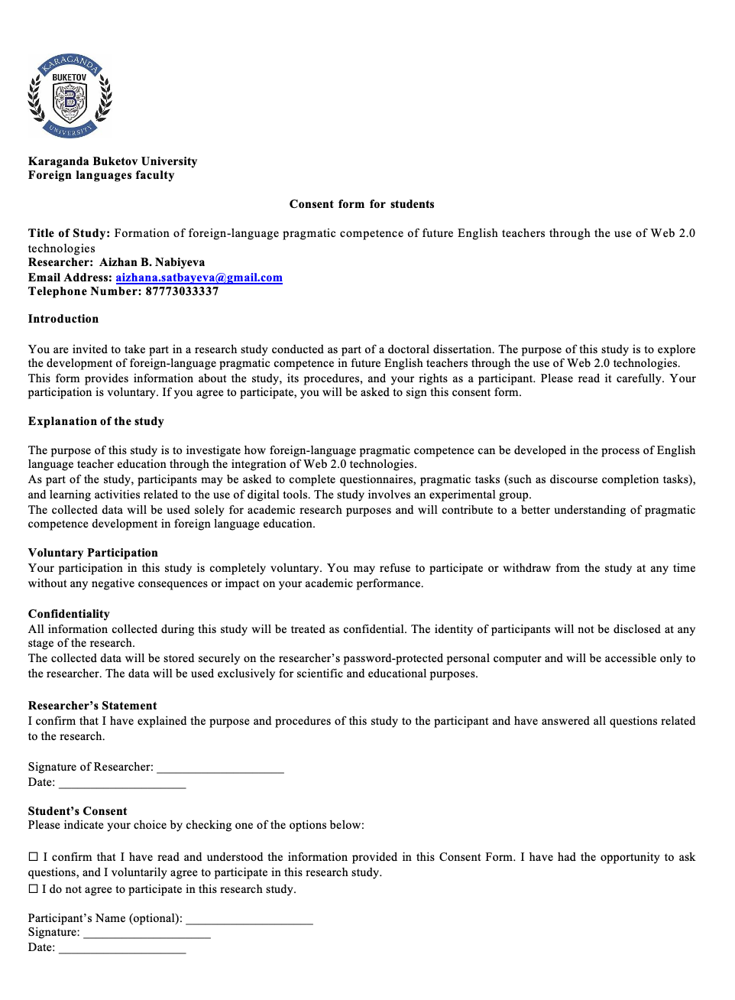 KARAGANDA
BUKETOV
B
UNIVERSITY
Karaganda Buketov University
Foreign languages faculty
Consent form for students
Title of Study: Formation of foreign-language pragmatic competence of future English teachers through the use of Web 2.0
technologies
Researcher: Aizhan B. Nabiyeva
Email Address: aizhana.satbayeva@gmail.com
Telephone Number: 87773033337
Introduction
You are invited to take part in a research study conducted as part of a doctoral dissertation. The purpose of this study is to explore
the development of foreign-language pragmatic competence in future English teachers through the use of Web 2.0 technologies.
This form provides information about the study, its procedures, and your rights as a participant. Please read it carefully. Your
participation is voluntary. If you agree to participate, you will be asked to sign this consent form.
Explanation of the study
The purpose of this study is to investigate how foreign-language pragmatic competence can be developed in the process of English
language teacher education through the integration of Web 2.0 technologies.
As part of the study, participants may be asked to complete questionnaires, pragmatic tasks (such as discourse completion tasks),
and learning activities related to the use of digital tools. The study involves an experimental group.
The collected data will be used solely for academic research purposes and will contribute to a better understanding of pragmatic
competence development in foreign language education.
Voluntary Participation
Your participation in this study is completely voluntary. You may refuse to participate or withdraw from the study at any time
without any negative consequences or impact on your academic performance.
Confidentiality
All information collected during this study will be treated as confidential. The identity of participants will not be disclosed at any
stage of the research.
The collected data will be stored securely on the researcher's password-protected personal computer and will be accessible only to
the researcher. The data will be used exclusively for scientific and educational purposes.
Researcher's Statement
I confirm that I have explained the purpose and procedures of this study to the participant and have answered all questions related
to the research.
Signature of Researcher: _____________________
Date: _____________________
Student's Consent
Please indicate your choice by checking one of the options below:
☐ I confirm that I have read and understood the information provided in this Consent Form. I have had the opportunity to ask
questions, and I voluntarily agree to participate in this research study.
☐ I do not agree to participate in this research study.
Participant's Name (optional): _____________________
Signature: _____________________
Date: _____________________